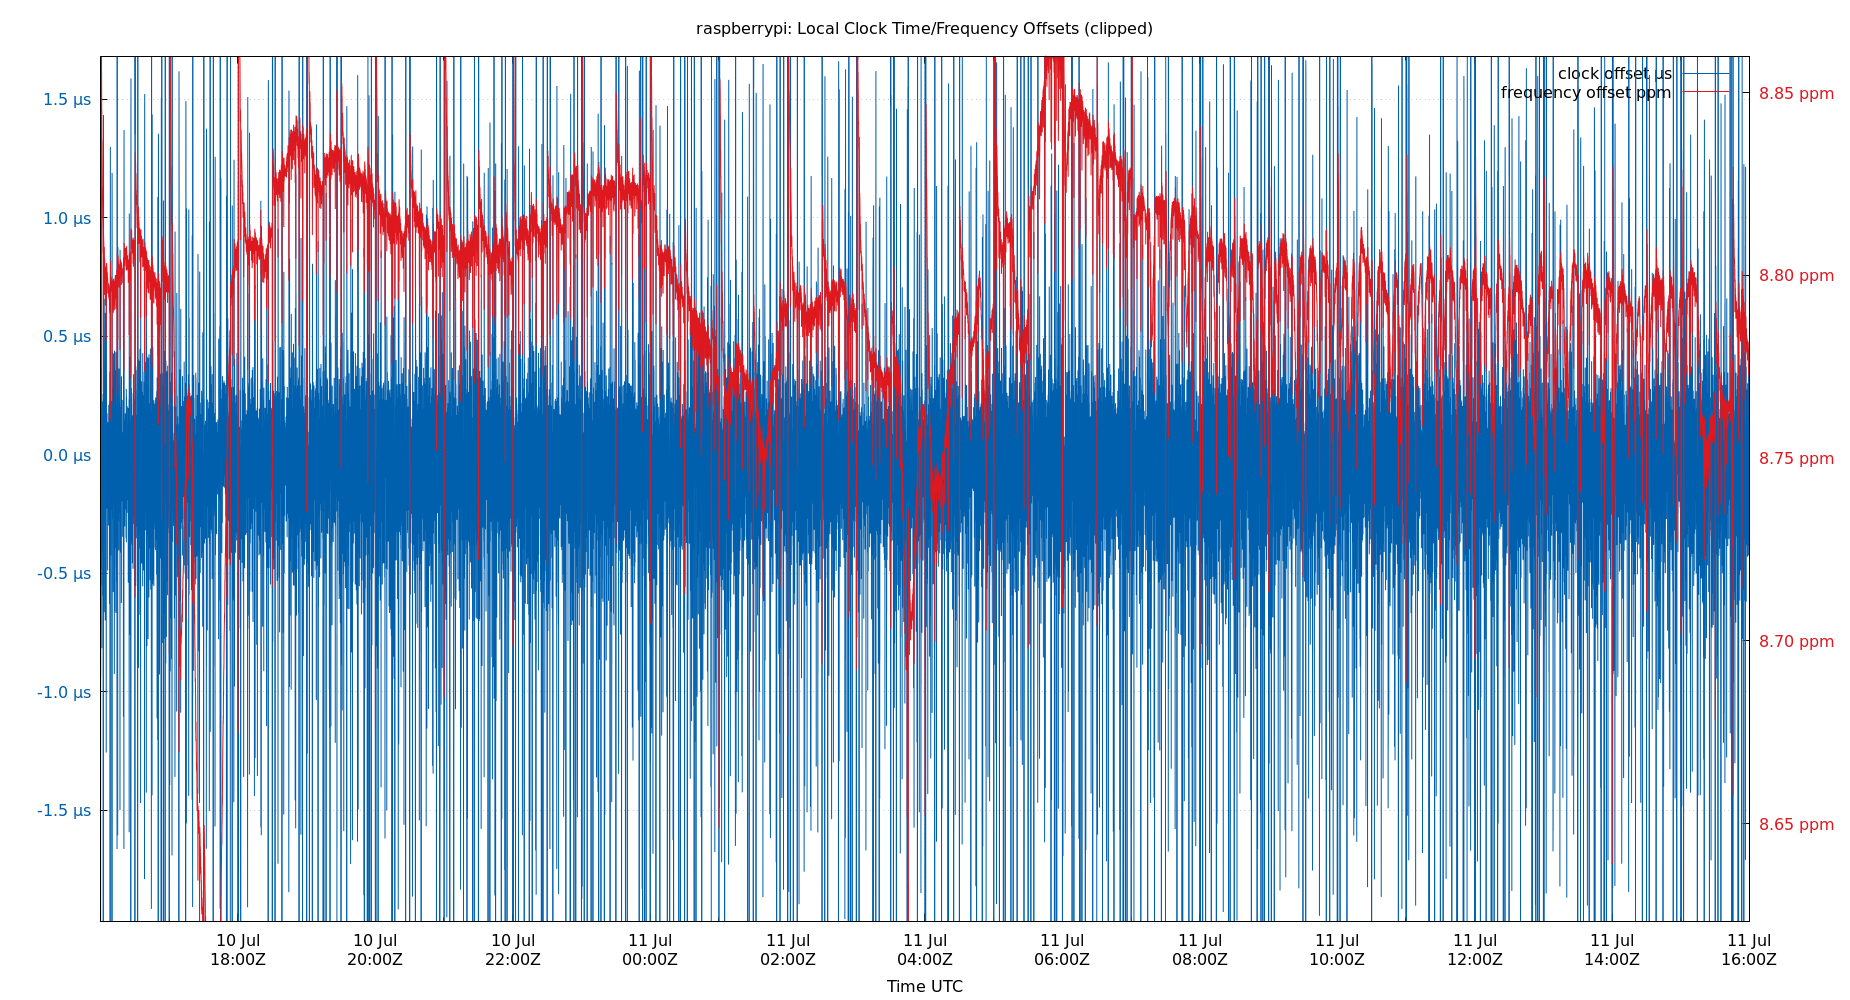 raspberrypi: Local Clock Time/Frequency Offsets (clipped)
clock offset µs
frequency offset ppm
1.5 µs
1.0 µs
0.5 µs
0.0 µs
-0.5 µs
-1.0 µs
-1.5 µs
8.85 ppm
8.80 ppm
8.75 ppm
8.70 ppm
8.65 ppm
10 Jul 10 Jul 10 Jul 11 Jul 11 Jul 11 Jul 11 Jul 11 Jul 11 Jul 11 Jul 11 Jul 11 Jul
18:00Z 20:00Z 22:00Z 00:00Z 02:00Z 04:00Z 06:00Z 08:00Z 10:00Z 12:00Z 14:00Z 16:00Z
Time UTC